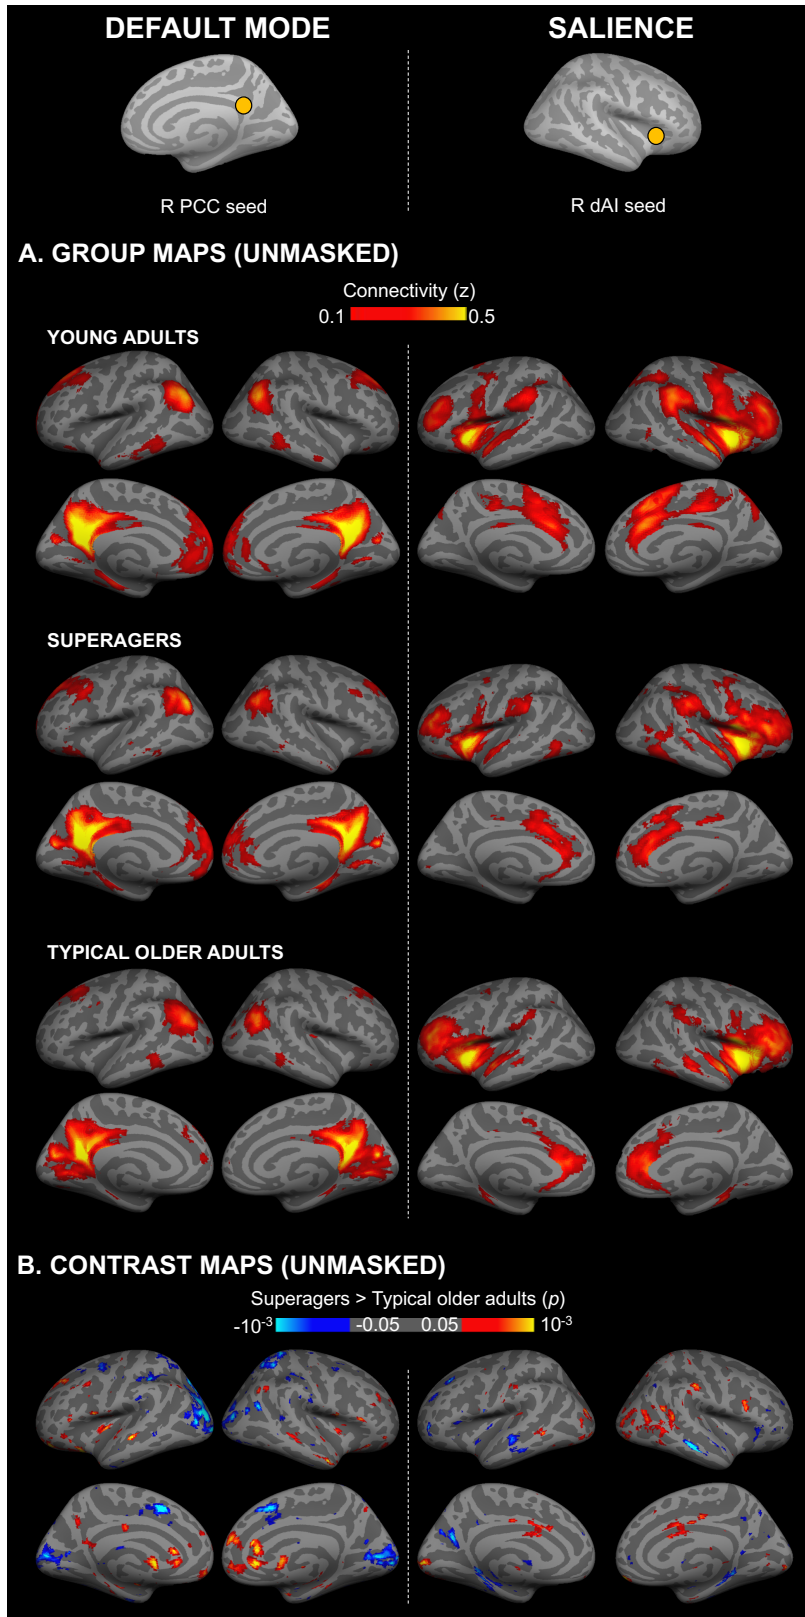 DEFAULT MODE
SALIENCE
R PCC seed
R dAI seed
A. GROUP MAPS (UNMASKED)
Connectivity (z)
0.1
0.5
YOUNG ADULTS
SUPERAGERS
TYPICAL OLDER ADULTS
B. CONTRAST MAPS (UNMASKED)
Superagers > Typical older adults (p)
-10⁻³ -0.05 0.05 10⁻³